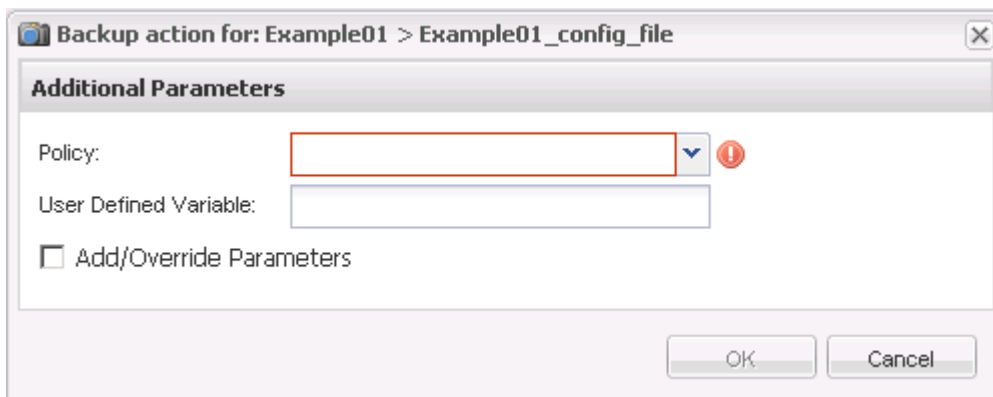 Backup action for: Example01 > Example01_config_file
Additional Parameters
Policy:
User Defined Variable:
Add/Override Parameters
OK Cancel